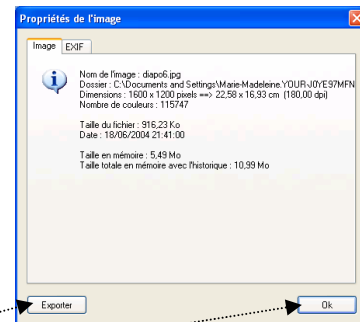 Propriétés de l'image
Image EXIF
Nom de l'image : diapo6.jpg
Dossier : C:\Documents and Settings\Marie-Madeleine.YOUR-J0YE97MFN
Dimensions : 1600 x 1200 pixels ==> 22,58 x 16,93 cm (180,00 dpi)
Nombre de couleurs : 115747
Taille du fichier : 916,23 Ko
Date : 18/06/2004 21:41:00
Taille en mémoire : 5,49 Mo
Taille totale en mémoire avec l'historique : 10,99 Mo
Exporter Ok